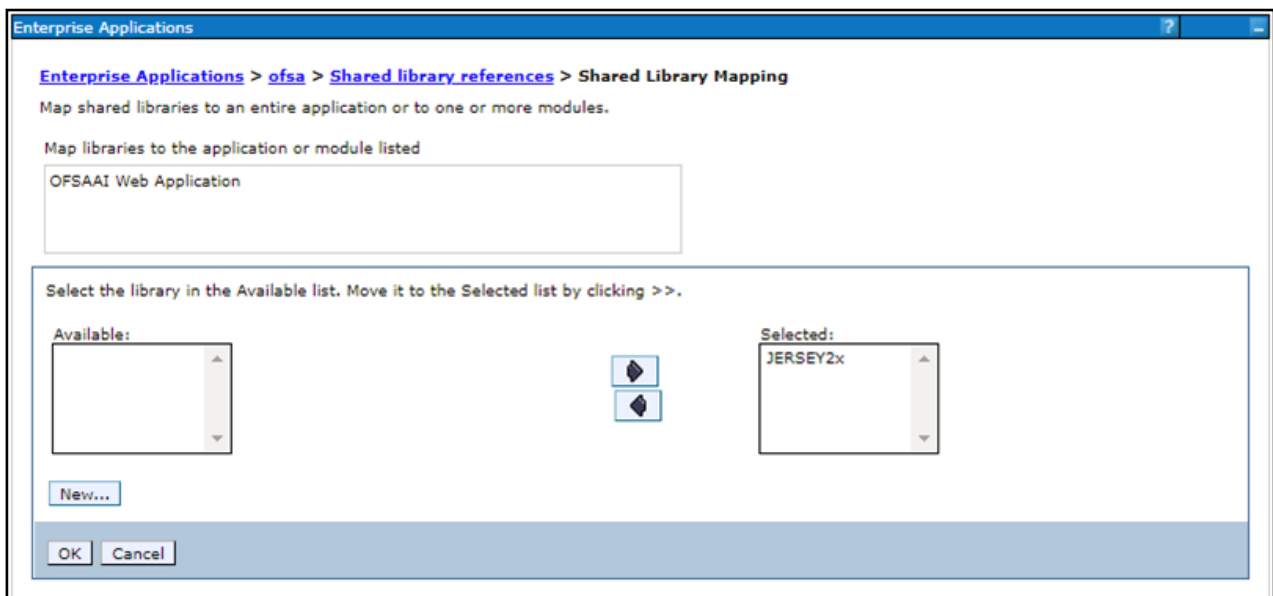 Enterprise Applications ? –
Enterprise Applications > ofsa > Shared library references > Shared Library Mapping
Map shared libraries to an entire application or to one or more modules.
Map libraries to the application or module listed
OFSAAI Web Application
Select the library in the Available list. Move it to the Selected list by clicking >>.
Available: Selected:
JERSEY2x
New...
OK Cancel